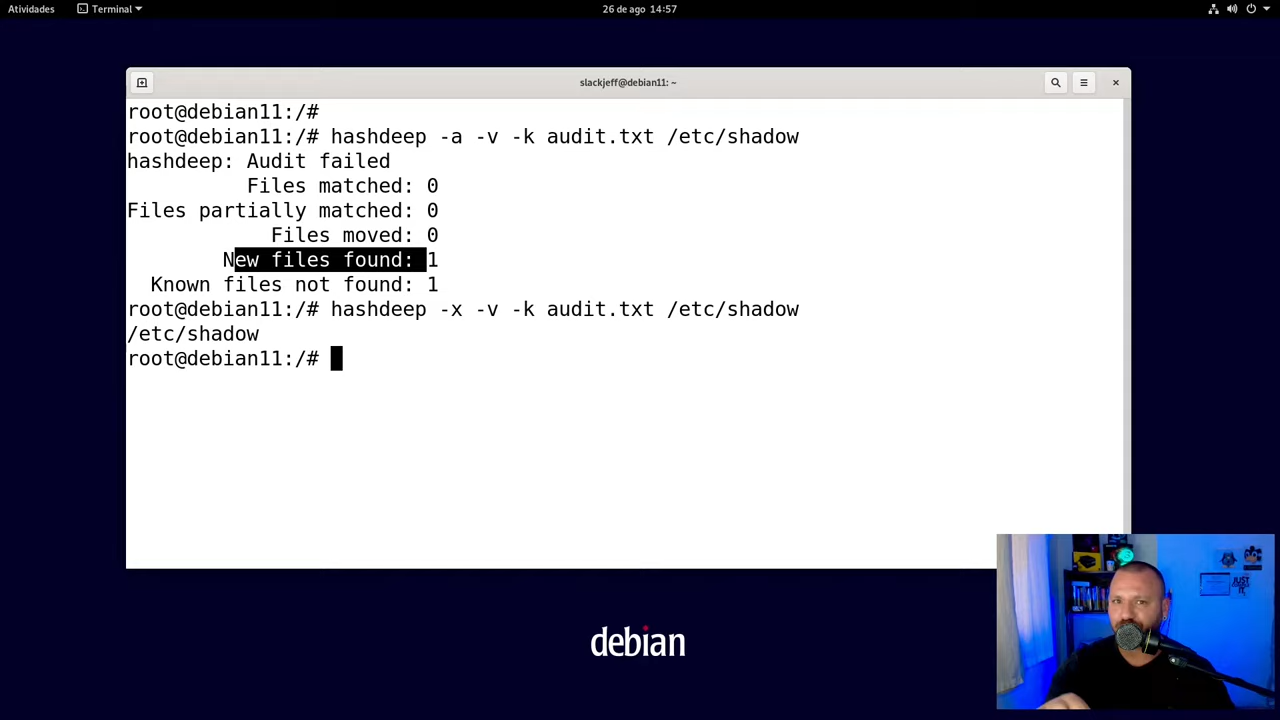 Atividades
Terminal
26 de ago 14:57
slackjeff@debian11: ~
root@debian11:/#
root@debian11:/# hashdeep -a -v -k audit.txt /etc/shadow
hashdeep: Audit failed
Files matched: 0
Files partially matched: 0
Files moved: 0
New files found: 1
Known files not found: 1
root@debian11:/# hashdeep -x -v -k audit.txt /etc/shadow
/etc/shadow
root@debian11:/#
debian